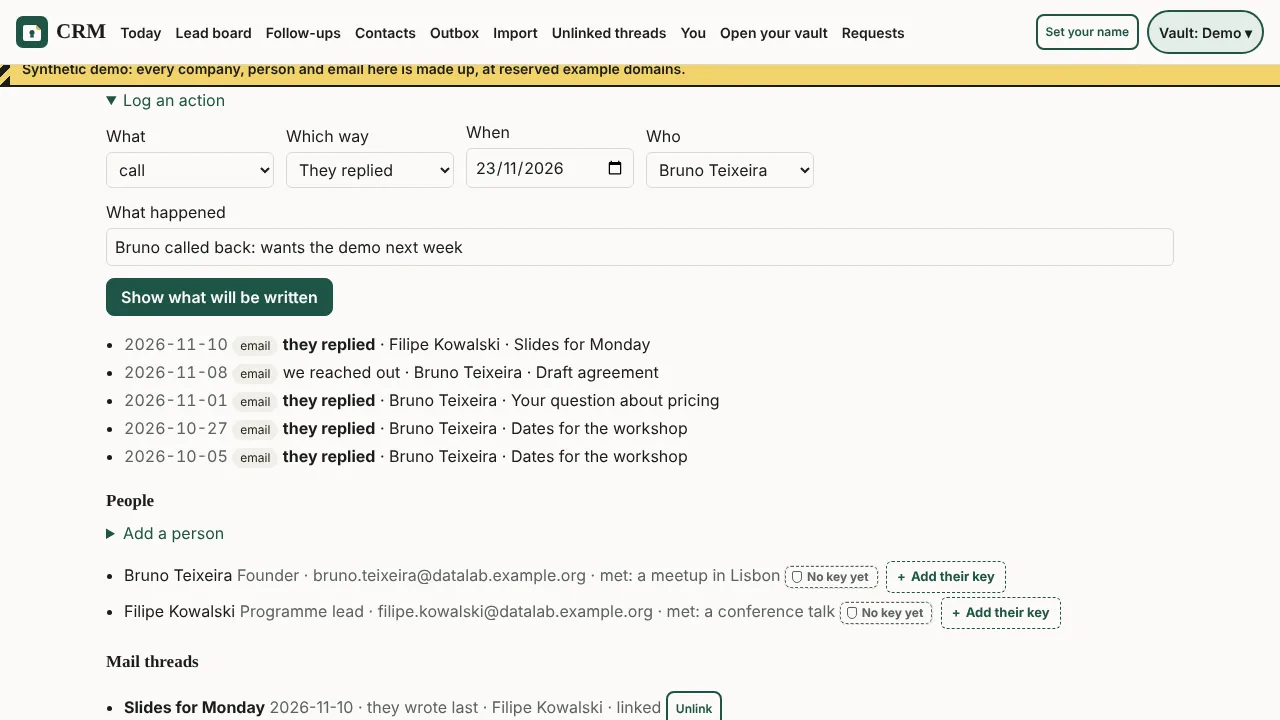 CRM Today Lead board Follow-ups Contacts Outbox Import Unlinked threads You Open your vault Requests Set your name Vault: Demo ▾
Synthetic demo: every company, person and email here is made up, at reserved example domains.
▼ Log an action
What Which way When Who
call They replied 23/11/2026 Bruno Teixeira
What happened
Bruno called back: wants the demo next week
Show what will be written
• 2026-11-10 email they replied · Filipe Kowalski · Slides for Monday
• 2026-11-08 email we reached out · Bruno Teixeira · Draft agreement
• 2026-11-01 email they replied · Bruno Teixeira · Your question about pricing
• 2026-10-27 email they replied · Bruno Teixeira · Dates for the workshop
• 2026-10-05 email they replied · Bruno Teixeira · Dates for the workshop
People
▶ Add a person
• Bruno Teixeira Founder · bruno.teixeira@datalab.example.org · met: a meetup in Lisbon No key yet + Add their key
• Filipe Kowalski Programme lead · filipe.kowalski@datalab.example.org · met: a conference talk No key yet + Add their key
Mail threads
• Slides for Monday 2026-11-10 · they wrote last · Filipe Kowalski · linked Unlink